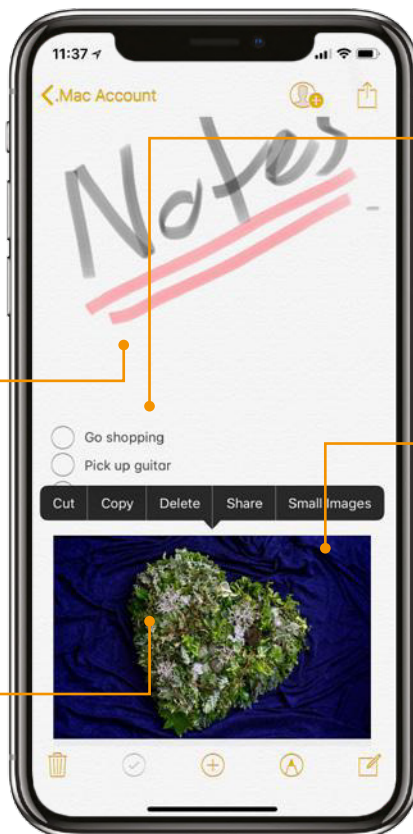 11:37
.Mac Account
Notes
Go shopping
Pick up guitar
Cut Copy Delete Share Small Images